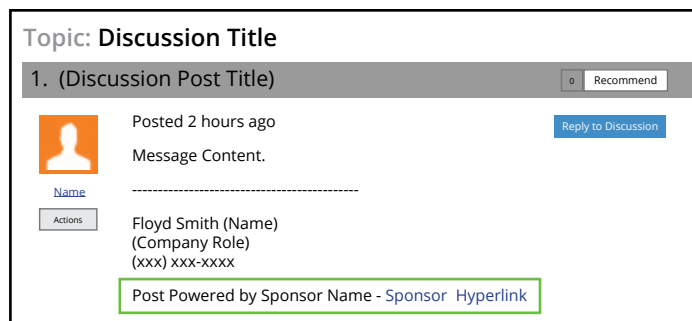 Topic: Discussion Title
1. (Discussion Post Title)
0 Recommend
Posted 2 hours ago
Reply to Discussion
Message Content.
Name
--------------------------------------------
Actions
Floyd Smith (Name)
(Company Role)
(xxx) xxx-xxxx
Post Powered by Sponsor Name - Sponsor Hyperlink